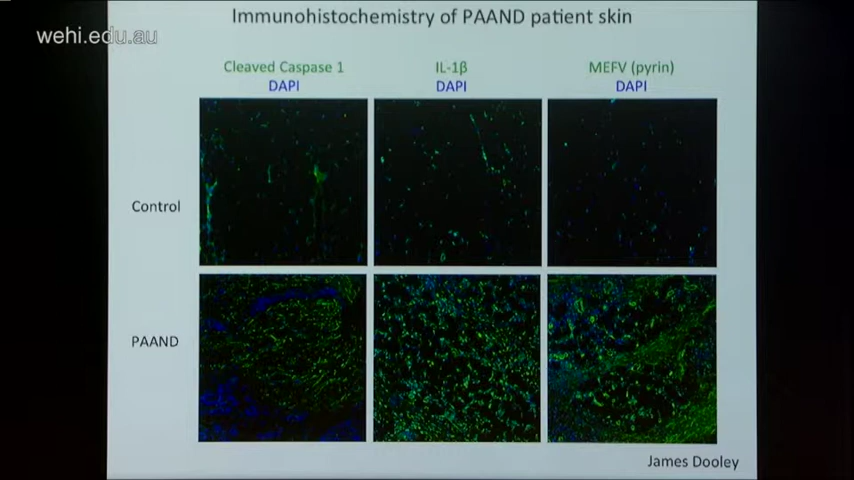 Immunohistochemistry of PAAND patient skin
wehi.edu.au
Cleaved Caspase 1
DAPI
IL-1β
DAPI
MEFV (pyrin)
DAPI
Control
PAAND
James Dooley